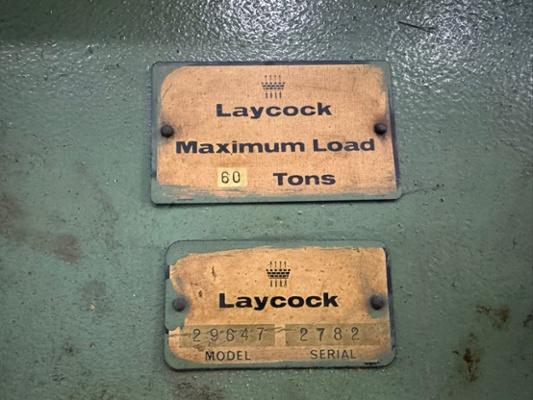 Laycock
Maximum Load
60 Tons
Laycock
29647 2782
MODEL SERIAL